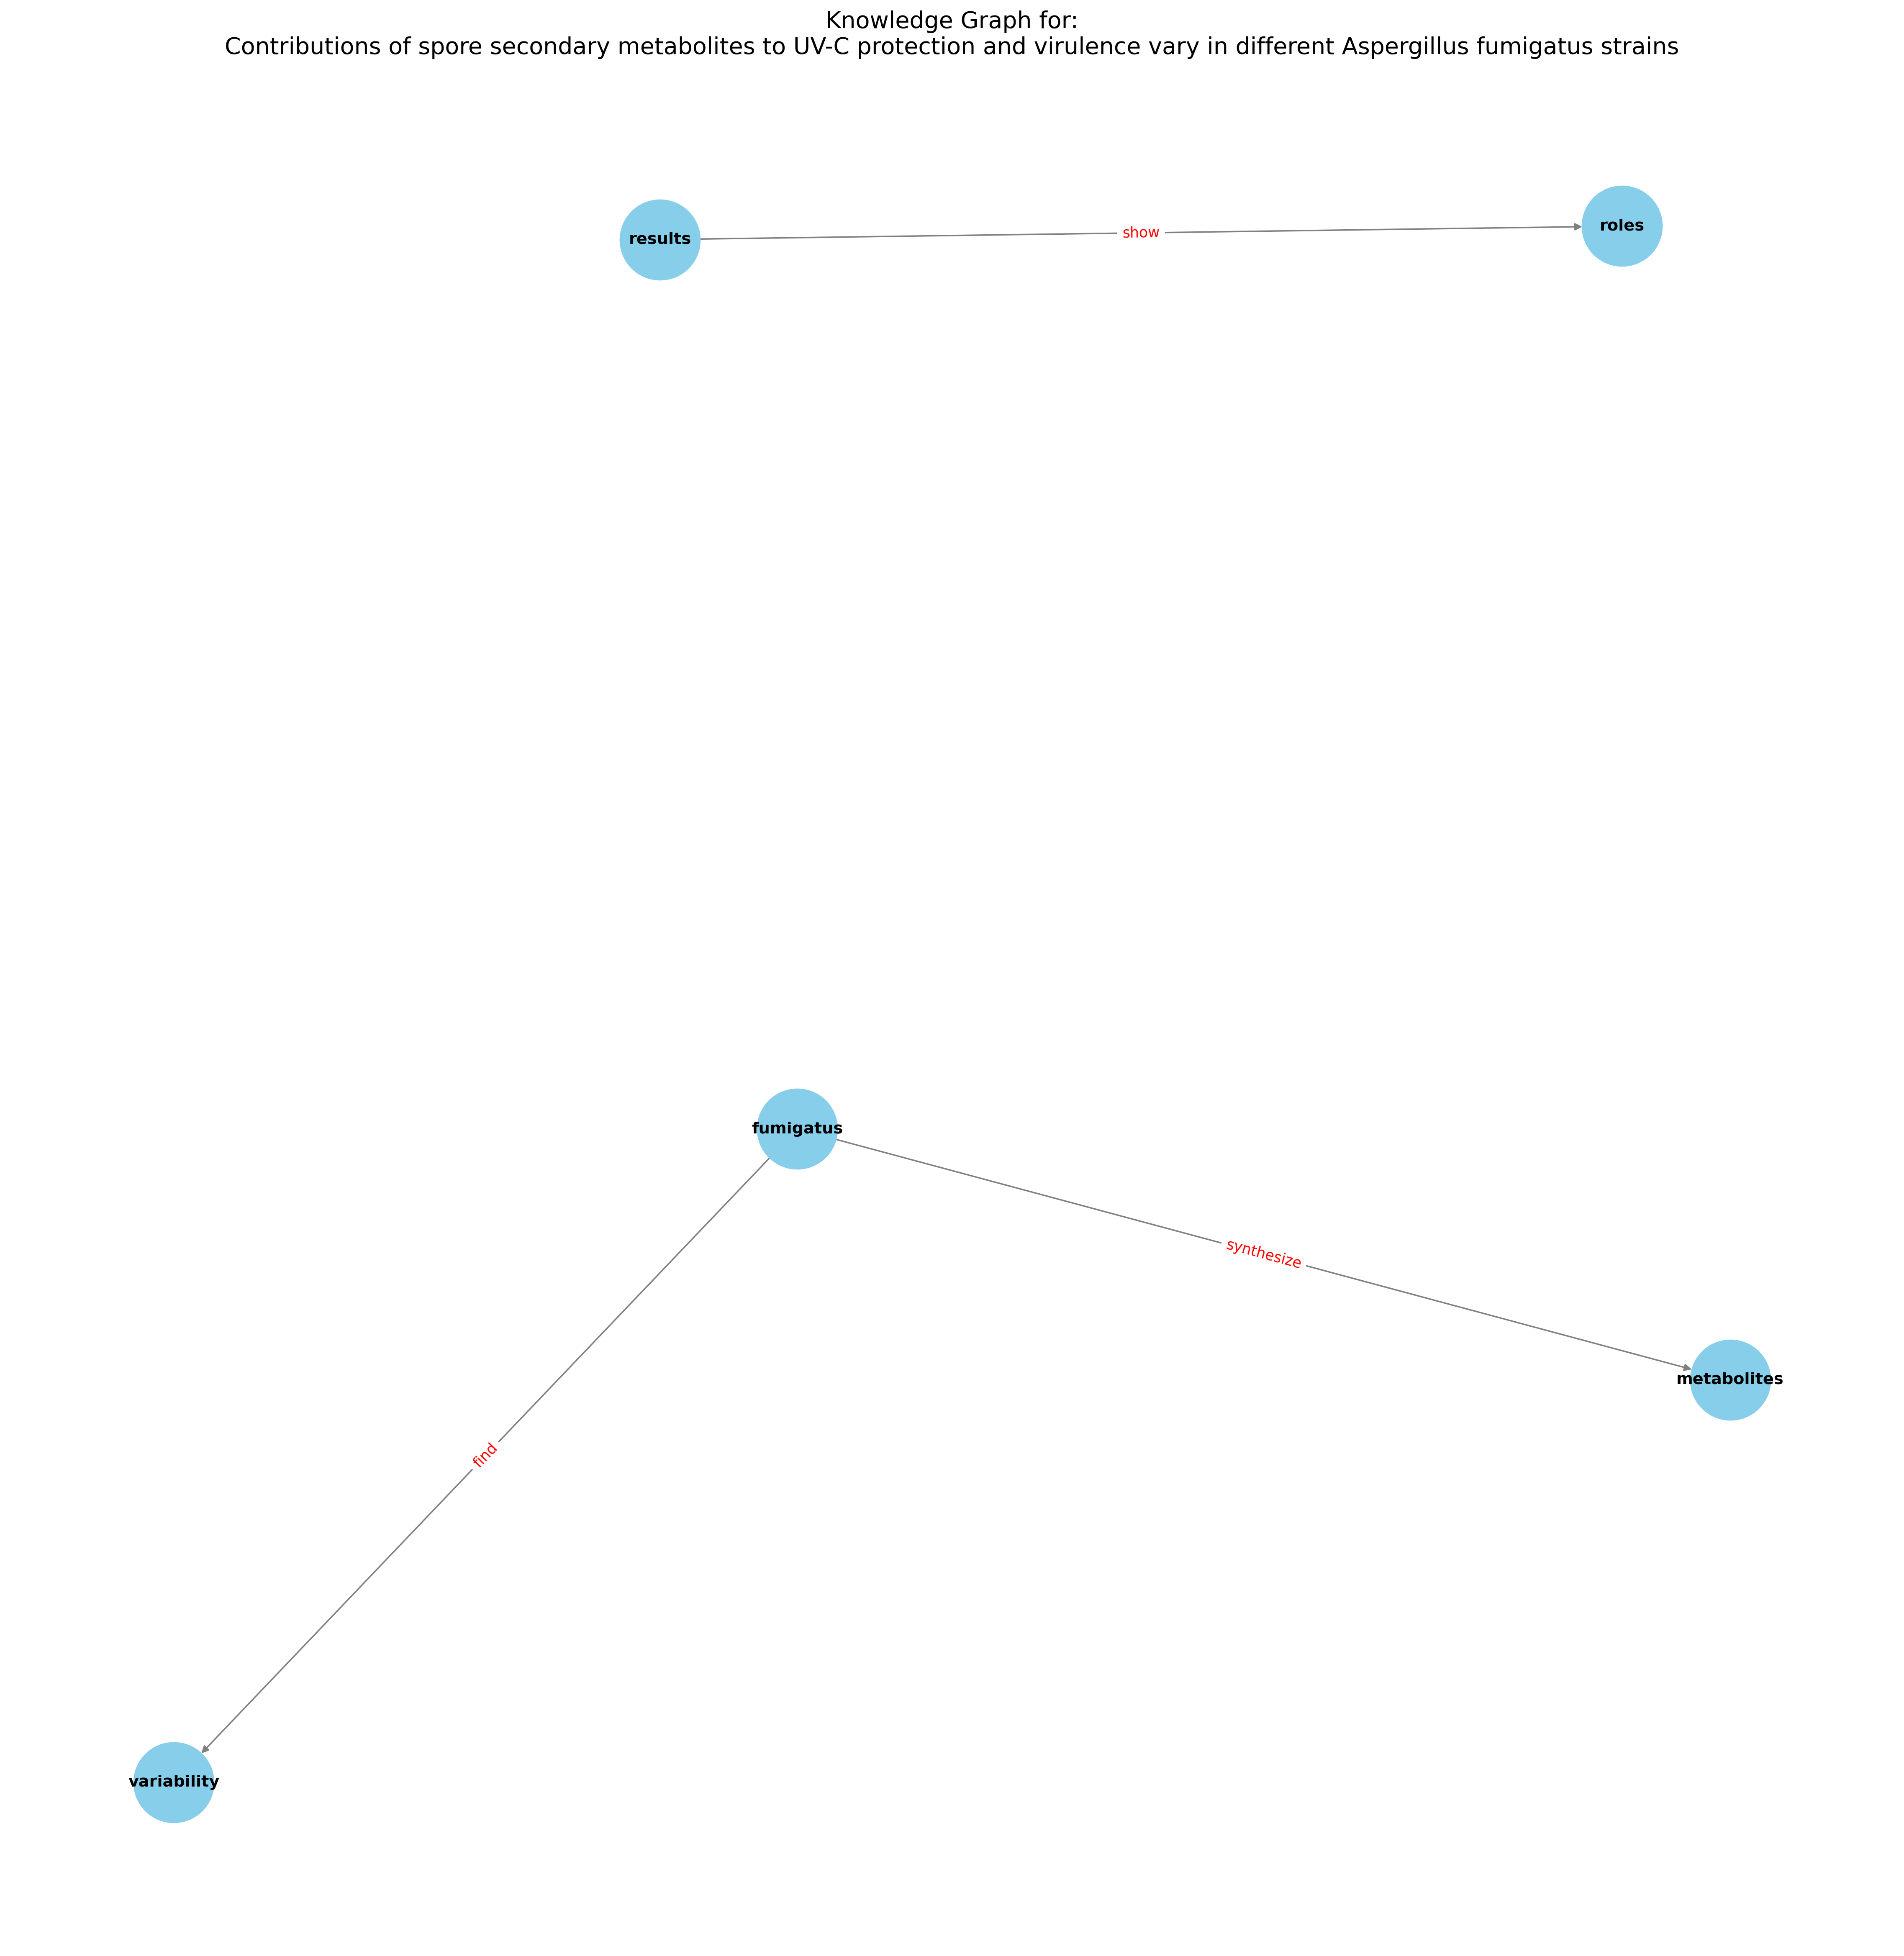 Knowledge Graph for:
Contributions of spore secondary metabolites to UV-C protection and virulence vary in different Aspergillus fumigatus strains
results
show
roles
fumigatus
synthesize
metabolites
find
variability